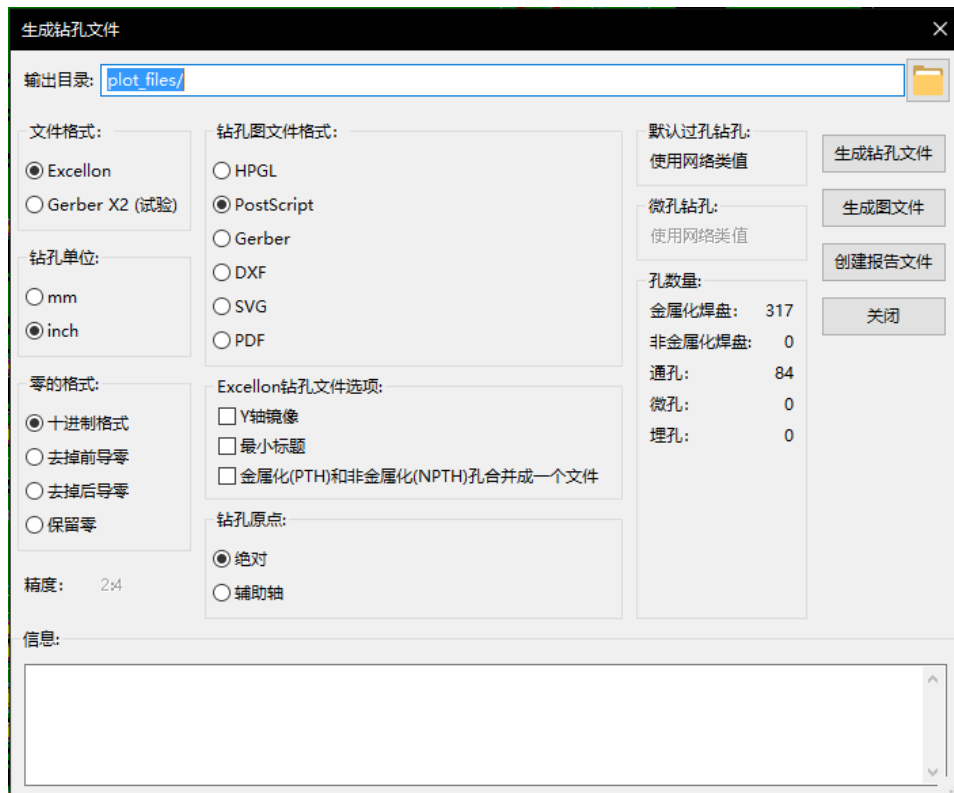 生成钻孔文件
输出目录: plot_files/
文件格式:
Excellon
Gerber X2 (试验)
钻孔单位:
mm
inch
零的格式:
十进制格式
去掉前导零
去掉后导零
保留零
精度: 2:4
钻孔图文件格式:
HPGL
PostScript
Gerber
DXF
SVG
PDF
Excellon钻孔文件选项:
Y轴镜像
最小标题
金属化(PTH)和非金属化(NPTH)孔合并成一个文件
钻孔原点:
绝对
辅助轴
默认过孔钻孔:
使用网络类值
微孔钻孔:
使用网络类值
孔数量:
金属化焊盘: 317
非金属化焊盘: 0
通孔: 84
微孔: 0
埋孔: 0
生成钻孔文件
生成图文件
创建报告文件
关闭
信息: